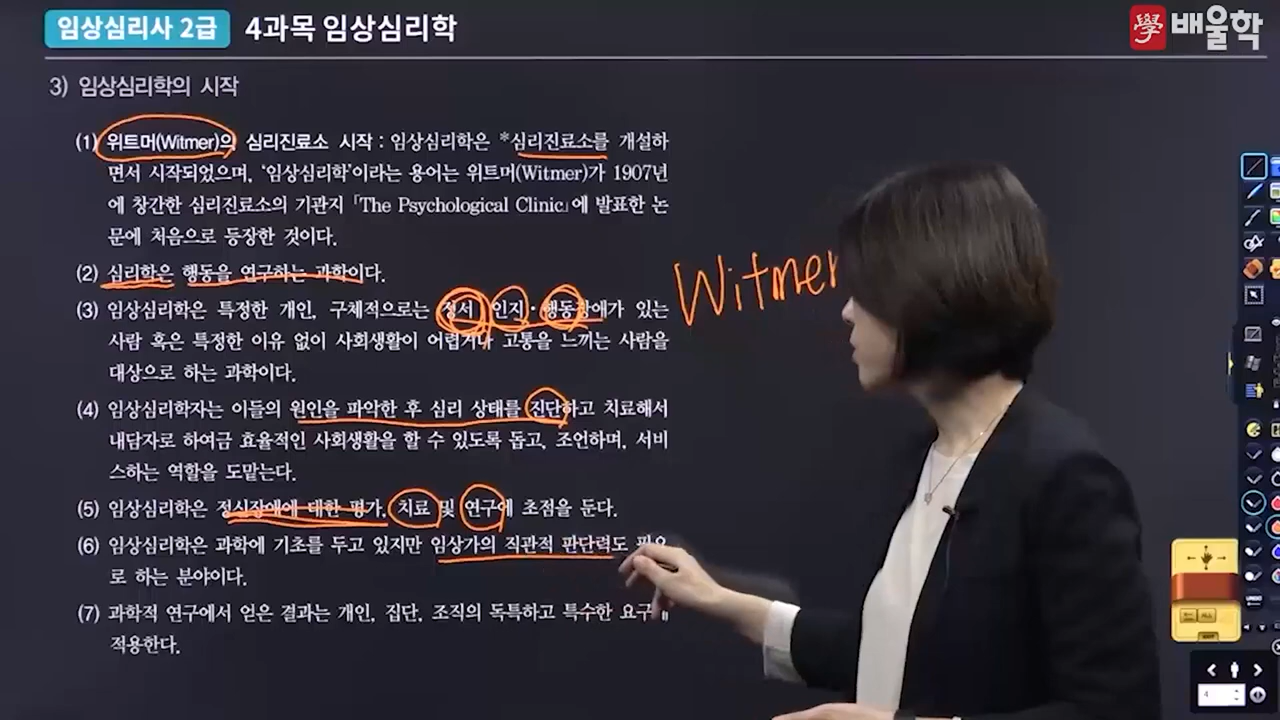 임상심리사 2급 4과목 임상심리학
學 배울학
3) 임상심리학의 시작
(1) 위트머(Witmer)의 심리진료소 시작 : 임상심리학은 *심리진료소를 개설하
면서 시작되었으며, '임상심리학'이라는 용어는 위트머(Witmer)가 1907년
에 창간한 심리진료소의 기관지 「The Psychological Clinic」에 발표한 논
문에 처음으로 등장한 것이다.
(2) 심리학은 행동을 연구하는 과학이다.
Witmer
(3) 임상심리학은 특정한 개인, 구체적으로는 정서·인지·행동장애가 있는
사람 혹은 특정한 이유 없이 사회생활이 어렵거나 고통을 느끼는 사람을
대상으로 하는 과학이다.
(4) 임상심리학자는 이들의 원인을 파악한 후 심리 상태를 진단하고 치료해서
내담자로 하여금 효율적인 사회생활을 할 수 있도록 돕고, 조언하며, 서비
스하는 역할을 도맡는다.
(5) 임상심리학은 정신장애에 대한 평가, 치료 및 연구에 초점을 둔다.
(6) 임상심리학은 과학에 기초를 두고 있지만 임상가의 직관적 판단력도 필요
로 하는 분야이다.
(7) 과학적 연구에서 얻은 결과는 개인, 집단, 조직의 독특하고 특수한 요구에
적용한다.
4